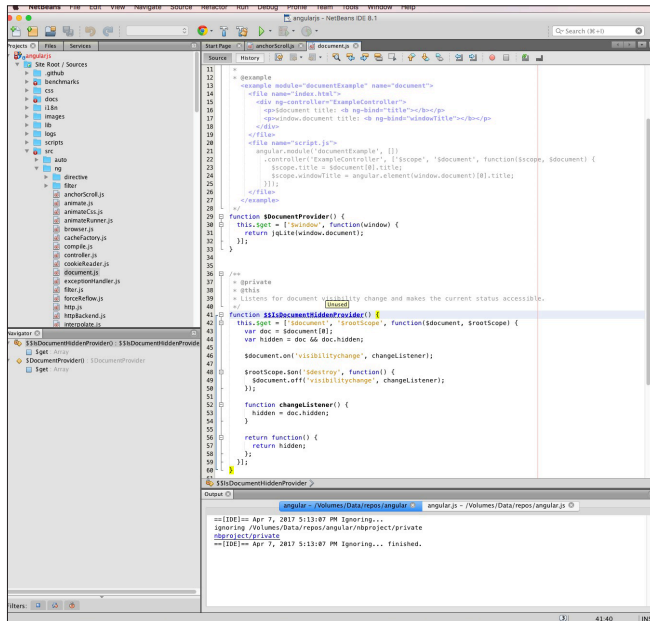 NetBeans File Edit View Navigate Source Refactor Run Debug Profile Team Tools Window Help
angularjs - NetBeans IDE 8.1
Search (⌘+I)
Projects Files Services
angularjs
Site Root / Sources
.github
benchmarks
css
docs
i18n
images
lib
logs
scripts
src
auto
ng
directive
filter
anchorScroll.js
animate.js
animateCss.js
animateRunner.js
browser.js
cacheFactory.js
compile.js
controller.js
cookieReader.js
document.js
exceptionHandler.js
filter.js
forceReflow.js
http.js
httpBackend.js
interpolate.js
Navigator
$$IsDocumentHiddenProvider() : $$IsDocumentHiddenProvide
$get : Array
$DocumentProvider() : $DocumentProvider
$get : Array
Filters:
Start Page anchorScroll.js document.js
Source History
11 *
12 * @example
13 <example module="documentExample" name="document">
14 <file name="index.html">
15 <div ng-controller="ExampleController">
16 <p>$document title: <b ng-bind="title"></b></p>
17 <p>window.document title: <b ng-bind="windowTitle"></b></p>
18 </div>
19 </file>
20 <file name="script.js">
21 angular.module('documentExample', [])
22 .controller('ExampleController', ['$scope', '$document', function($scope, $document) {
23 $scope.title = $document[0].title;
24 $scope.windowTitle = angular.element(window.document)[0].title;
25 }]);
26 </file>
27 </example>
28 */
29 function $DocumentProvider() {
30 this.$get = ['$window', function(window) {
31 return jqLite(window.document);
32 }];
33 }
34
35
36 /**
37 * @private
38 * @this
39 * Listens for document visibility change and makes the current status accessible.
40 */
Unused
41 function $$IsDocumentHiddenProvider() {
42 this.$get = ['$document', '$rootScope', function($document, $rootScope) {
43 var doc = $document[0];
44 var hidden = doc && doc.hidden;
45
46 $document.on('visibilitychange', changeListener);
47
48 $rootScope.$on('$destroy', function() {
49 $document.off('visibilitychange', changeListener);
50 });
51
52 function changeListener() {
53 hidden = doc.hidden;
54 }
55
56 return function() {
57 return hidden;
58 };
59 }];
60 }
$$IsDocumentHiddenProvider
Output
angular - /Volumes/Data/repos/angular angular.js - /Volumes/Data/repos/angular.js
==[IDE]== Apr 7, 2017 5:13:07 PM Ignoring...
ignoring /Volumes/Data/repos/angular/nbproject/private
nbproject/private
==[IDE]== Apr 7, 2017 5:13:07 PM Ignoring... finished.
41:40 INS